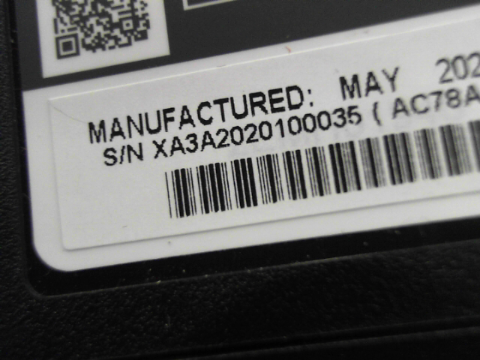 MANUFACTURED: MAY 202
S/N XA3A2020100035 ( AC78A